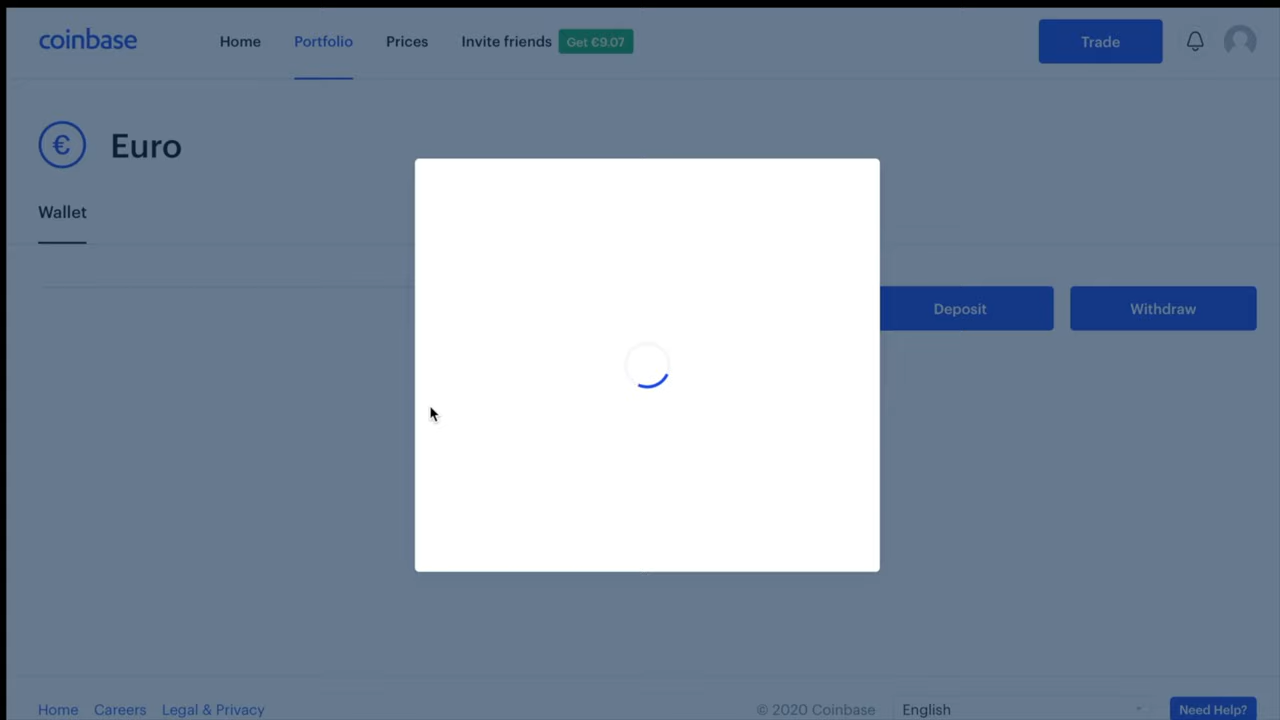 coinbase Home Portfolio Prices Invite friends Get €9.07 Trade
€ Euro
Wallet
Deposit Withdraw
Home Careers Legal & Privacy © 2020 Coinbase English Need Help?